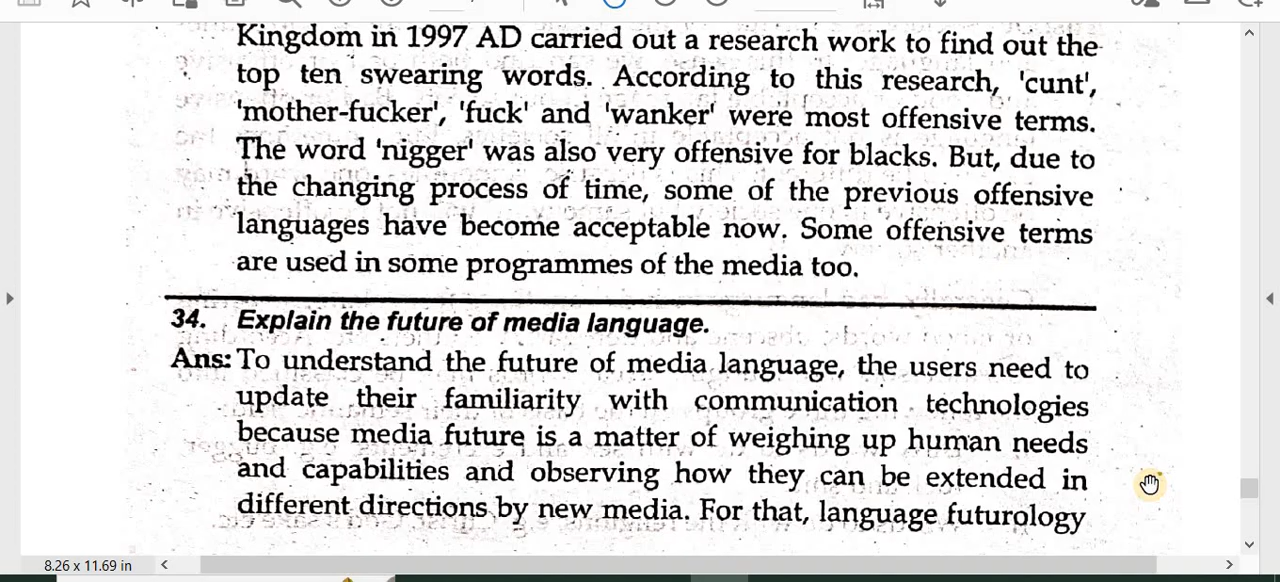 Kingdom in 1997 AD carried out a research work to find out the
top ten swearing words. According to this research, 'cunt',
'mother-fucker', 'fuck' and 'wanker' were most offensive terms.
The word 'nigger' was also very offensive for blacks. But, due to
the changing process of time, some of the previous offensive
languages have become acceptable now. Some offensive terms
are used in some programmes of the media too.
34. Explain the future of media language.
Ans: To understand the future of media language, the users need to
update their familiarity with communication technologies
because media future is a matter of weighing up human needs
and capabilities and observing how they can be extended in
different directions by new media. For that, language futurology
8.26 x 11.69 in